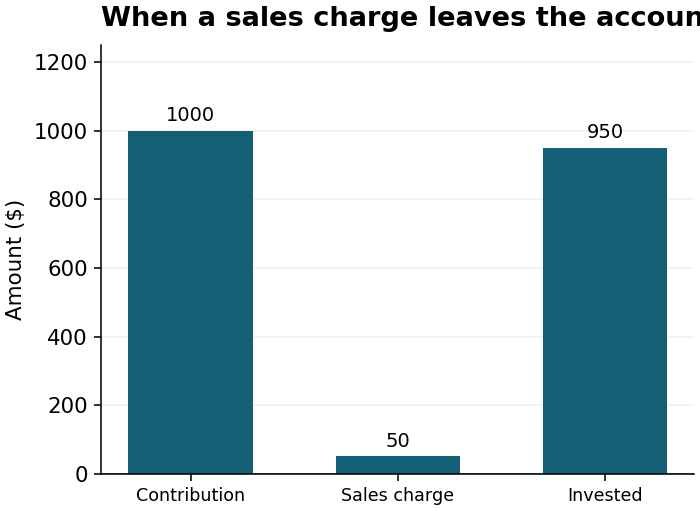 When a sales charge leaves the accoun
1200
1000
800
600
400
200
0
Amount ($)
1000
50
950
Contribution
Sales charge
Invested